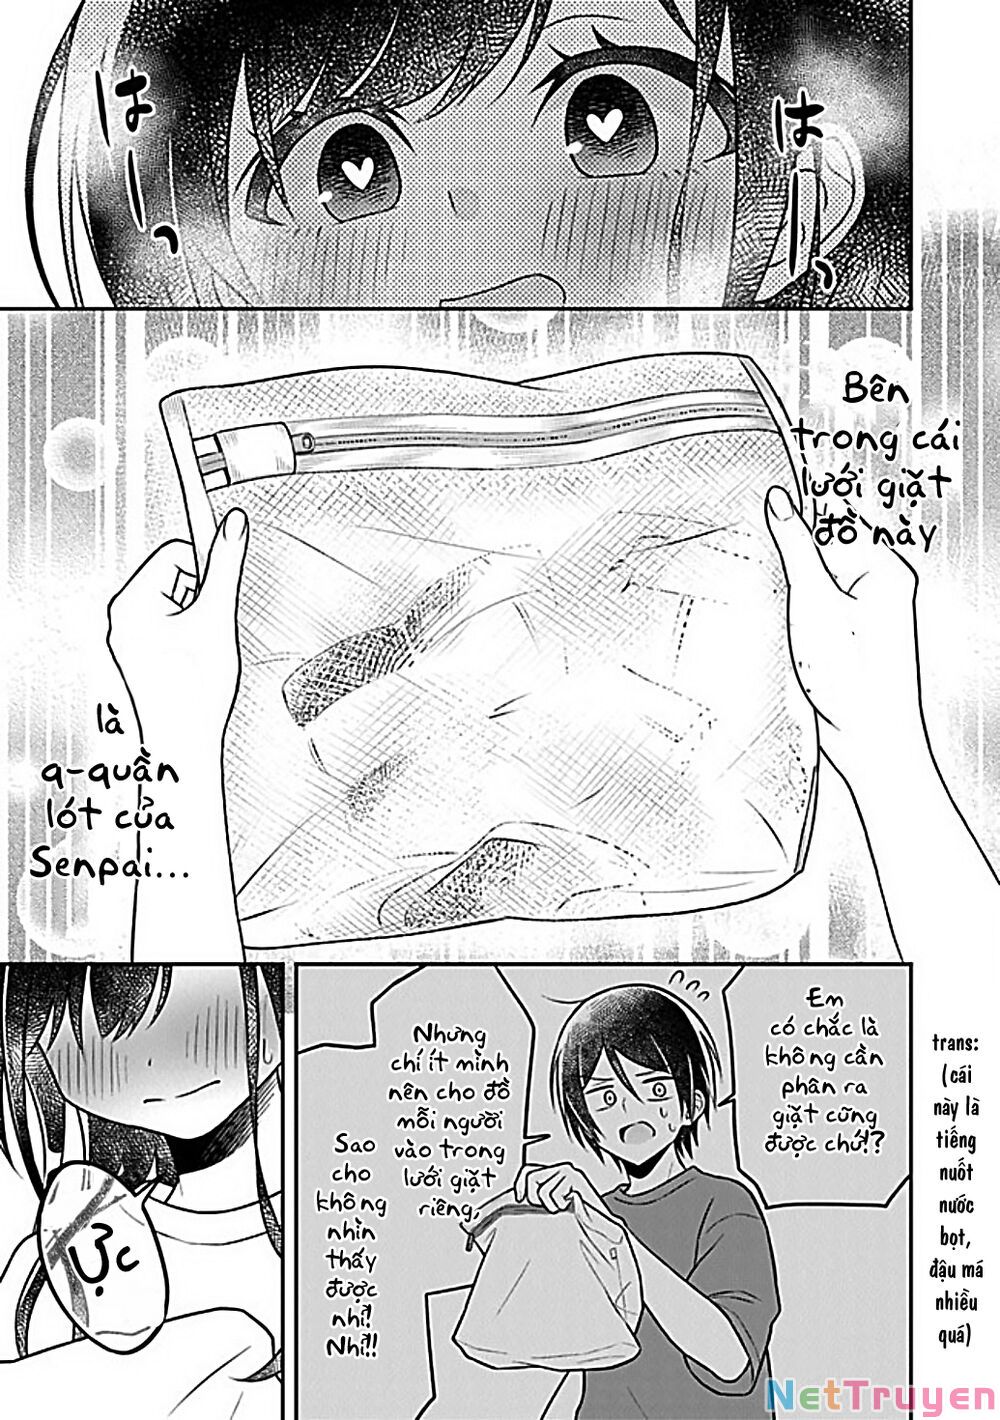 はーっ
はーっ
Bên
trong cái
lưới giặt
đồ này
là
q-quần
lót của
Senpai...
Em
có chắc là
không cần
phân ra
giặt cũng
được chứ!?
Nhưng
chí ít mình
nên cho đồ
mỗi người
vào trong
lưới giặt
riêng,
Sao
cho
không
nhìn
thấy
được
nhỉ!
Nhỉ!!
ực
trans:
(cái
này là
tiếng
nuốt
nước
bọt,
đậu má
nhiều
quá)
NetTruyen